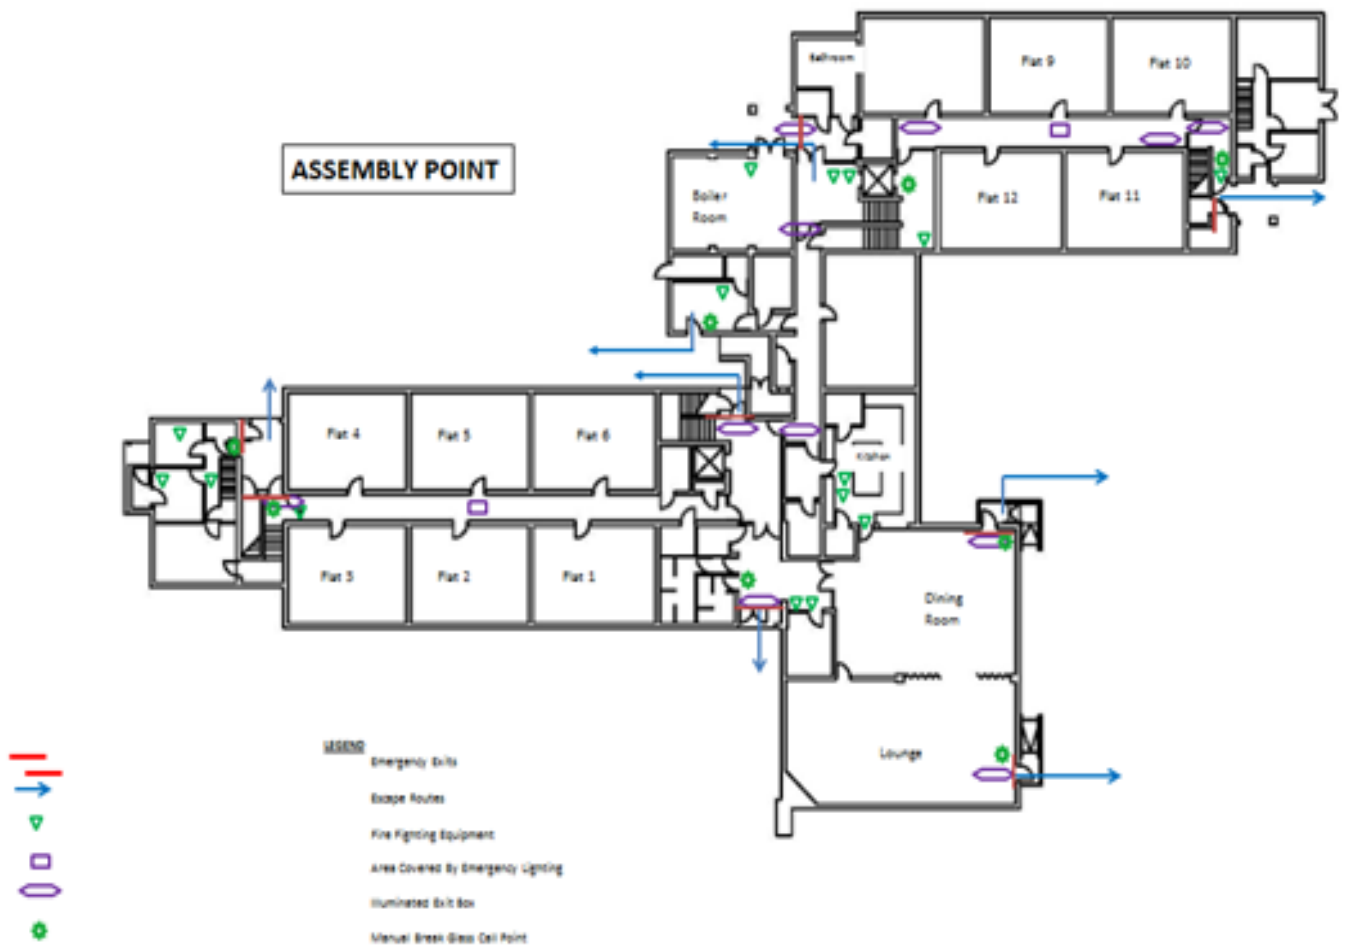 Bathroom
Flat 9
Flat 10
ASSEMBLY POINT
Boiler
Room
Flat 12
Flat 11
Flat 4
Flat 5
Flat 6
Kitchen
Flat 3
Flat 2
Flat 1
Dining
Room
Lounge
LEGEND
Emergency Exits
Escape Routes
Fire Fighting Equipment
Area Covered By Emergency Lighting
Illuminated Exit Box
Manual Break Glass Call Point